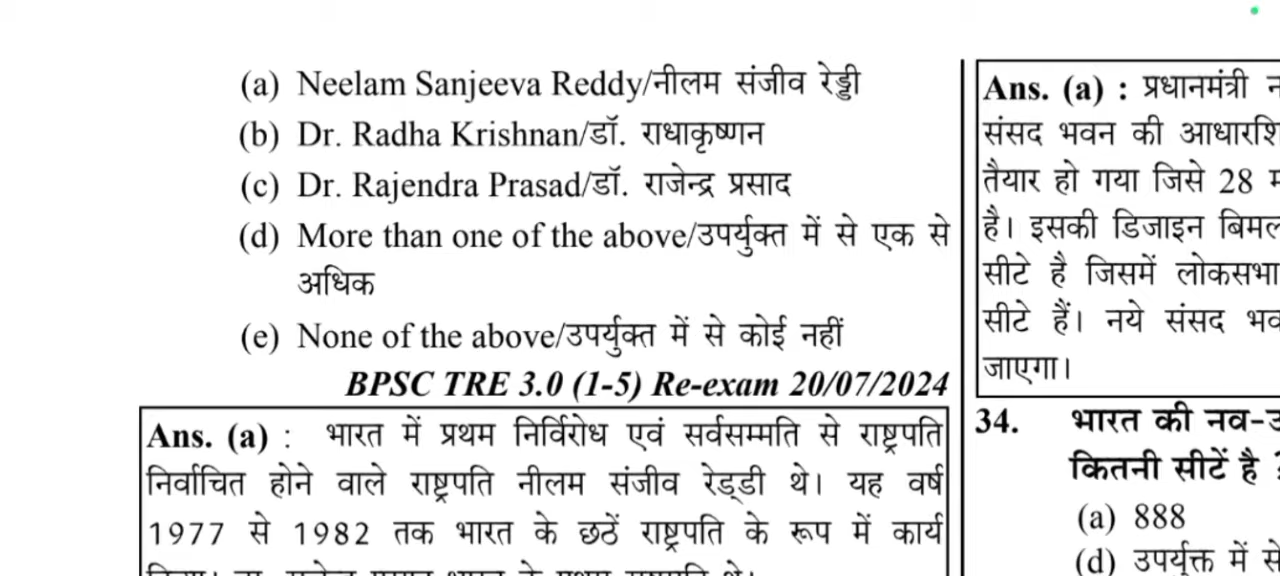 (a) Neelam Sanjeeva Reddy/नीलम संजीव रेड्डी
(b) Dr. Radha Krishnan/डॉ. राधाकृष्णन
(c) Dr. Rajendra Prasad/डॉ. राजेन्द्र प्रसाद
(d) More than one of the above/उपर्युक्त में से एक से
अधिक
(e) None of the above/उपर्युक्त में से कोई नहीं
BPSC TRE 3.0 (1-5) Re-exam 20/07/2024
Ans. (a) : भारत में प्रथम निर्विरोध एवं सर्वसम्मति से राष्ट्रपति
निर्वाचित होने वाले राष्ट्रपति नीलम संजीव रेड्डी थे। यह वर्ष
1977 से 1982 तक भारत के छठें राष्ट्रपति के रूप में कार्य
Ans. (a) : प्रधानमंत्री
संसद भवन की
तैयार हो गया जिसे 28
है। इसकी डिजाइन
सीटे है जिसमें लोकसभा
सीटे हैं। नये संसद
जाएगा।
34. भारत की
कितनी सीटें है
(a) 888
(d) उपर्युक्त में से